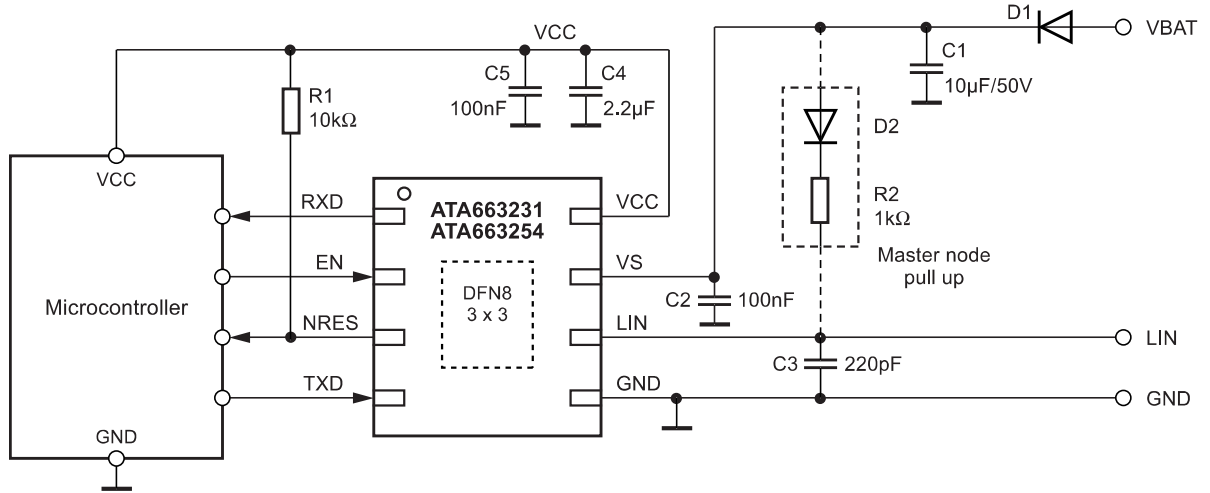 D1
VBAT
VCC
C5
100nF
C4
2.2µF
C1
10µF/50V
R1
10kΩ
D2
VCC
RXD
ATA663231
ATA663254
VCC
R2
1kΩ
EN
VS
Master node
pull up
Microcontroller
DFN8
3 x 3
C2
100nF
NRES
LIN
LIN
C3
220pF
TXD
GND
GND
GND